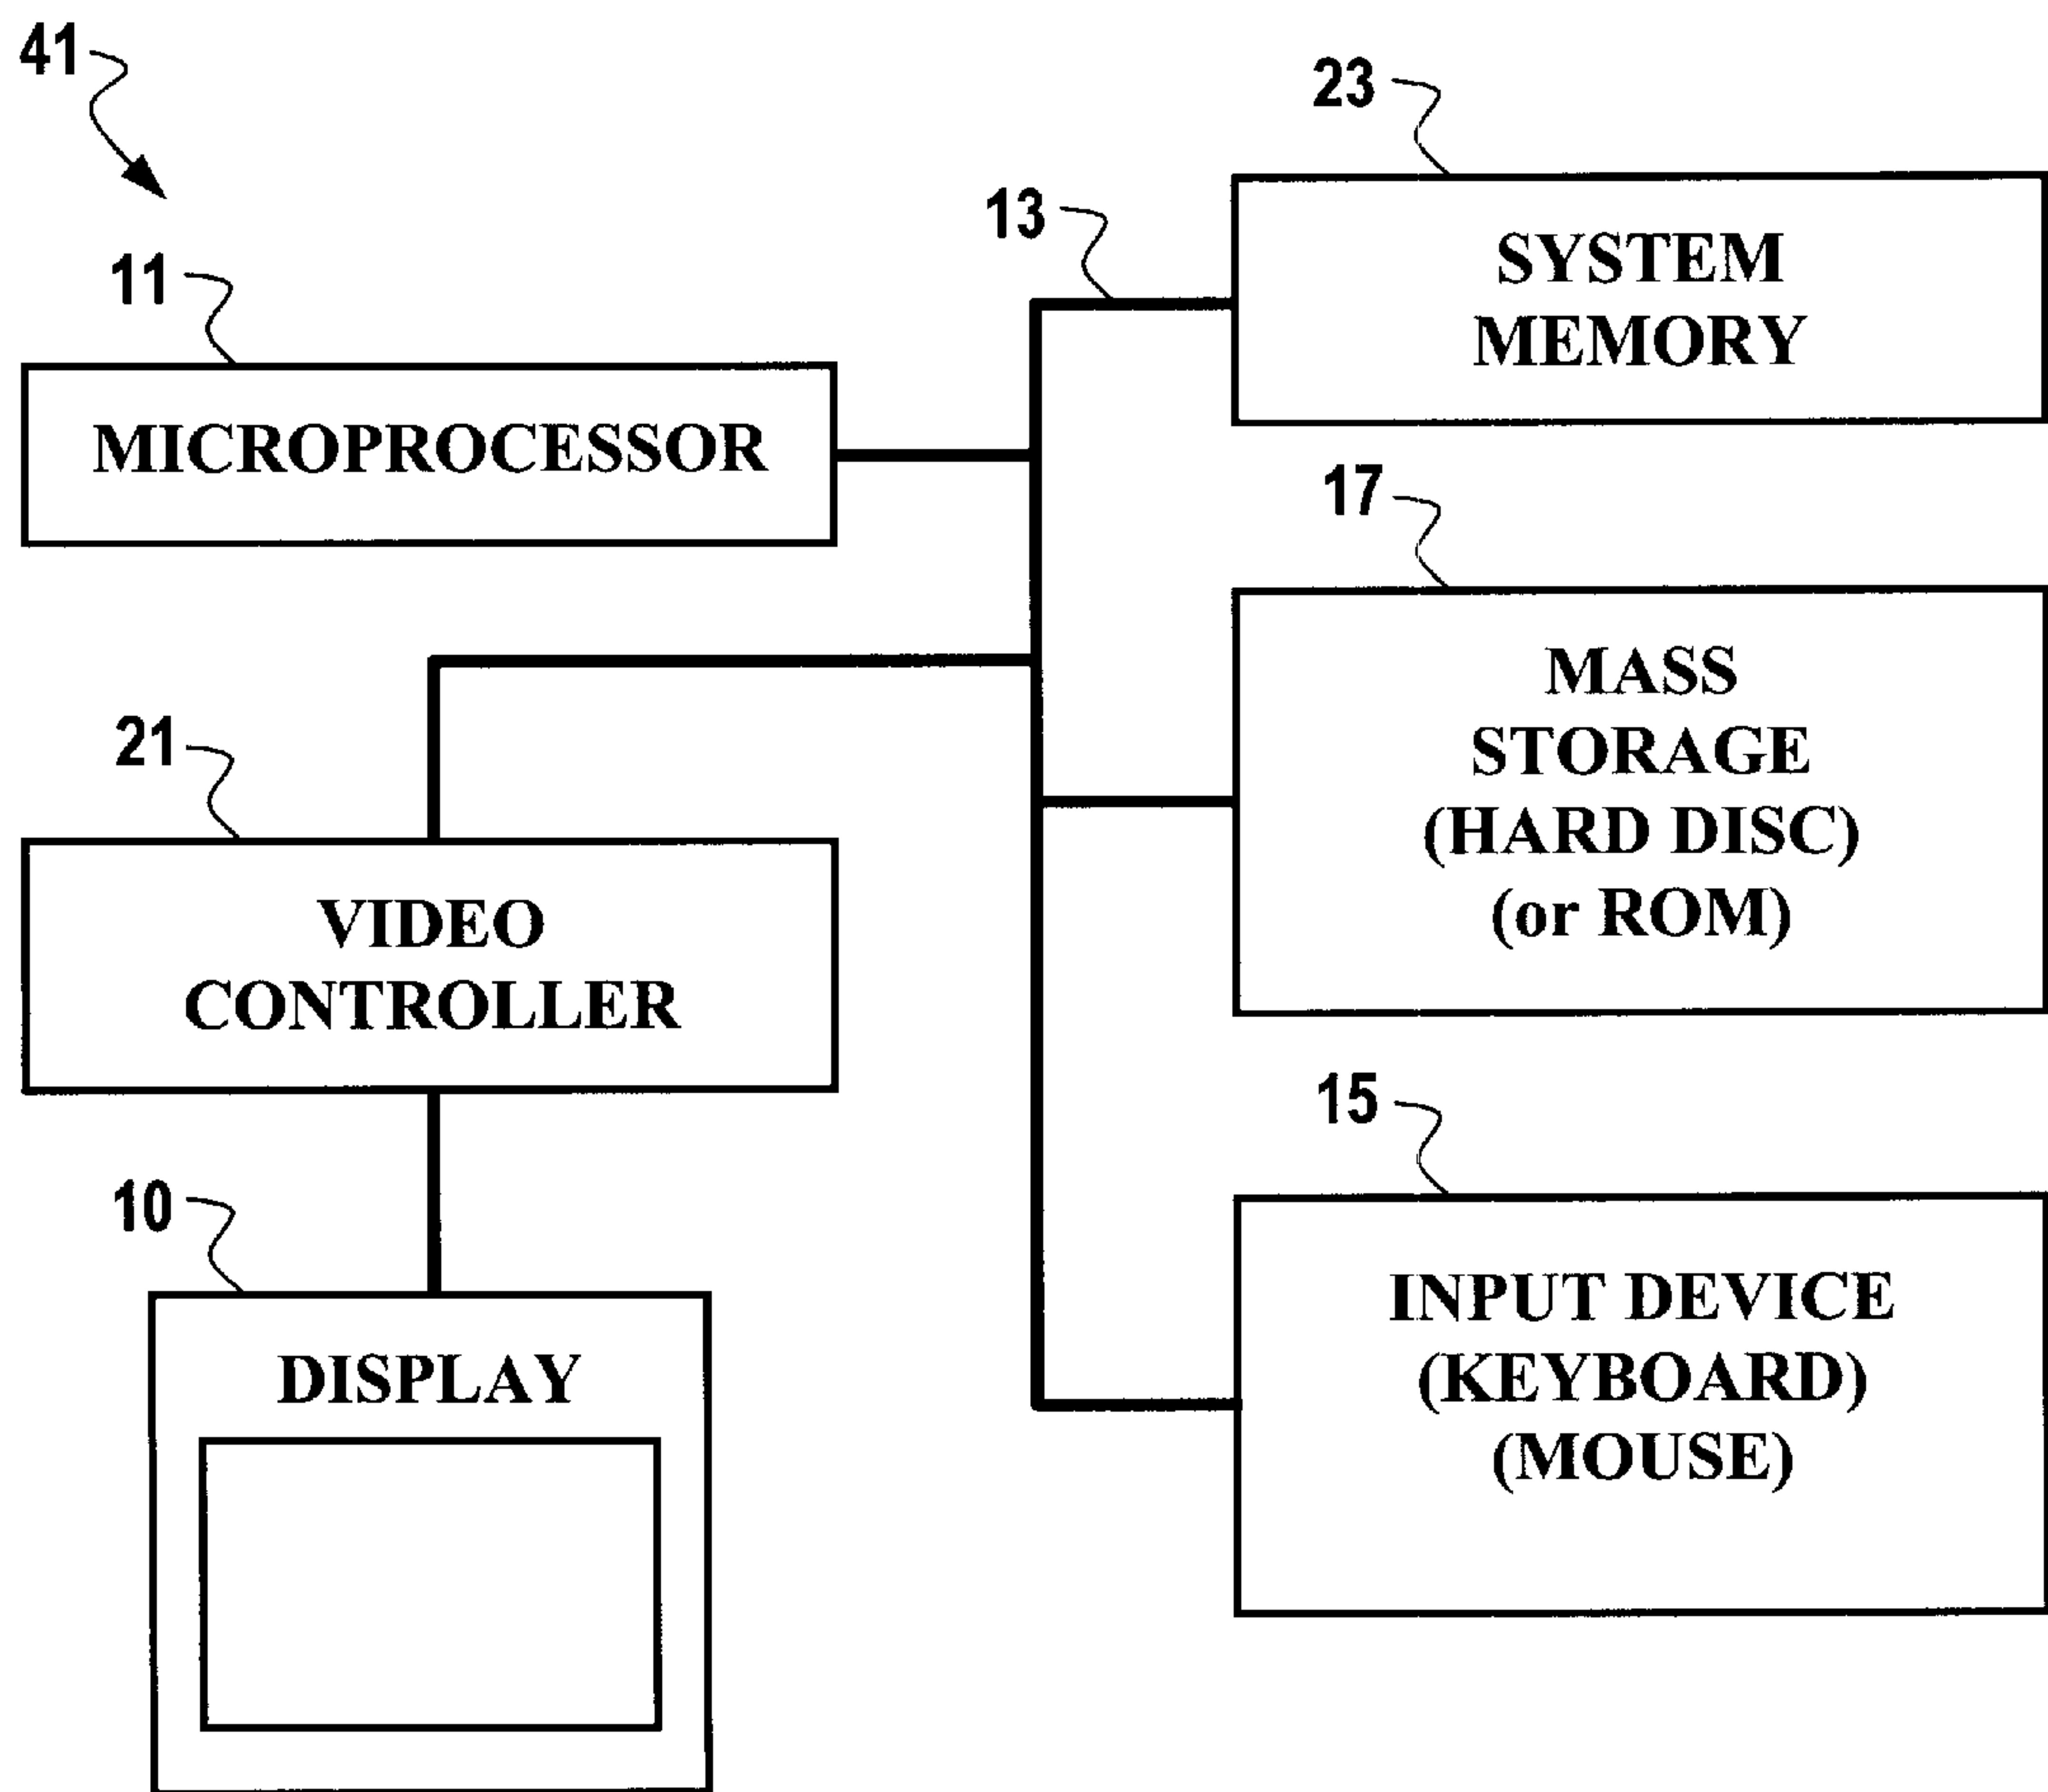 41
23
13
11
SYSTEM
MEMORY
MICROPROCESSOR
17
21
MASS
STORAGE
(HARD DISC)
(or ROM)
VIDEO
CONTROLLER
15
10
INPUT DEVICE
(KEYBOARD)
(MOUSE)
DISPLAY